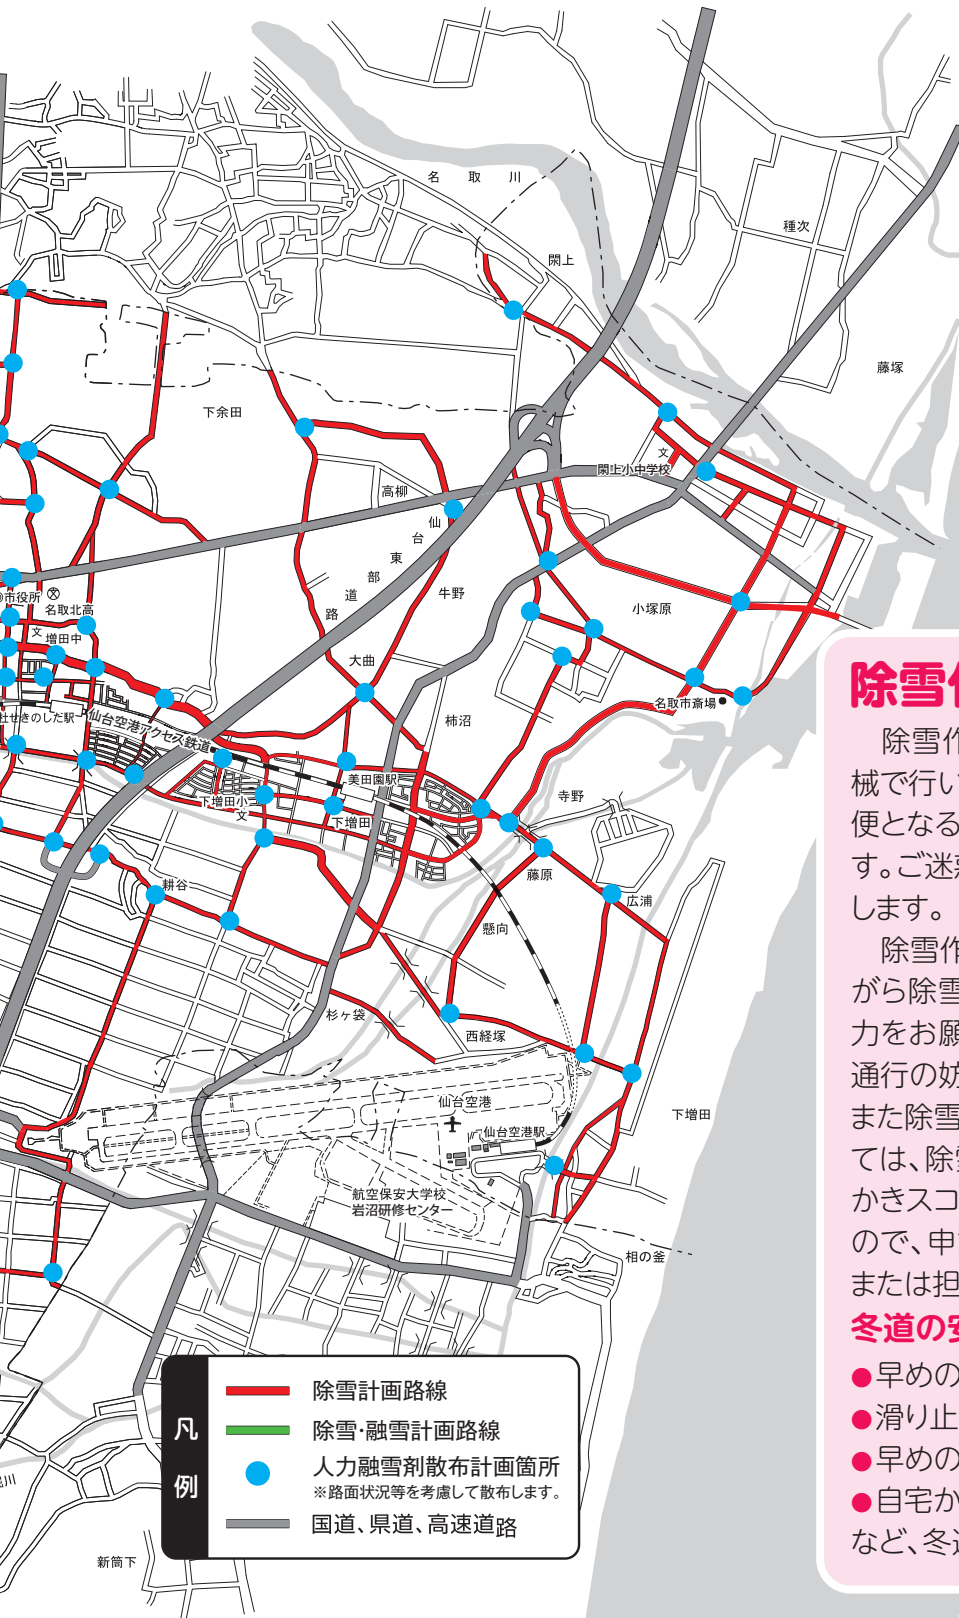 名取川
閖上
種次
藤塚
下余田
高柳
閖上小中学校
文
仙台東部道路
市役所
名取北高
文
増田中
牛野
小塚原
大曲
名取市斎場
柿沼
杜せきのした駅
仙台空港アクセス鉄道
美田園駅
下増田小
文
下増田
寺野
藤原
耕谷
広浦
懸向
杉ヶ袋
西経塚
仙台空港
仙台空港駅
下増田
航空保安大学校
岩沼研修センター
相の釜
新筒下
凡例
除雪計画路線
除雪・融雪計画路線
人力融雪剤散布計画箇所
※路面状況等を考慮して散布します。
国道、県道、高速道路
除雪
除雪作
械で行い
便となる
す。ご迷
します。
除雪作
がら除雪
力をお願
通行の妨
また除雪
ては、除雪
かきスコ
ので、申
または担
冬道の安
●早めの
●滑り止
●早めの
●自宅か
など、冬道